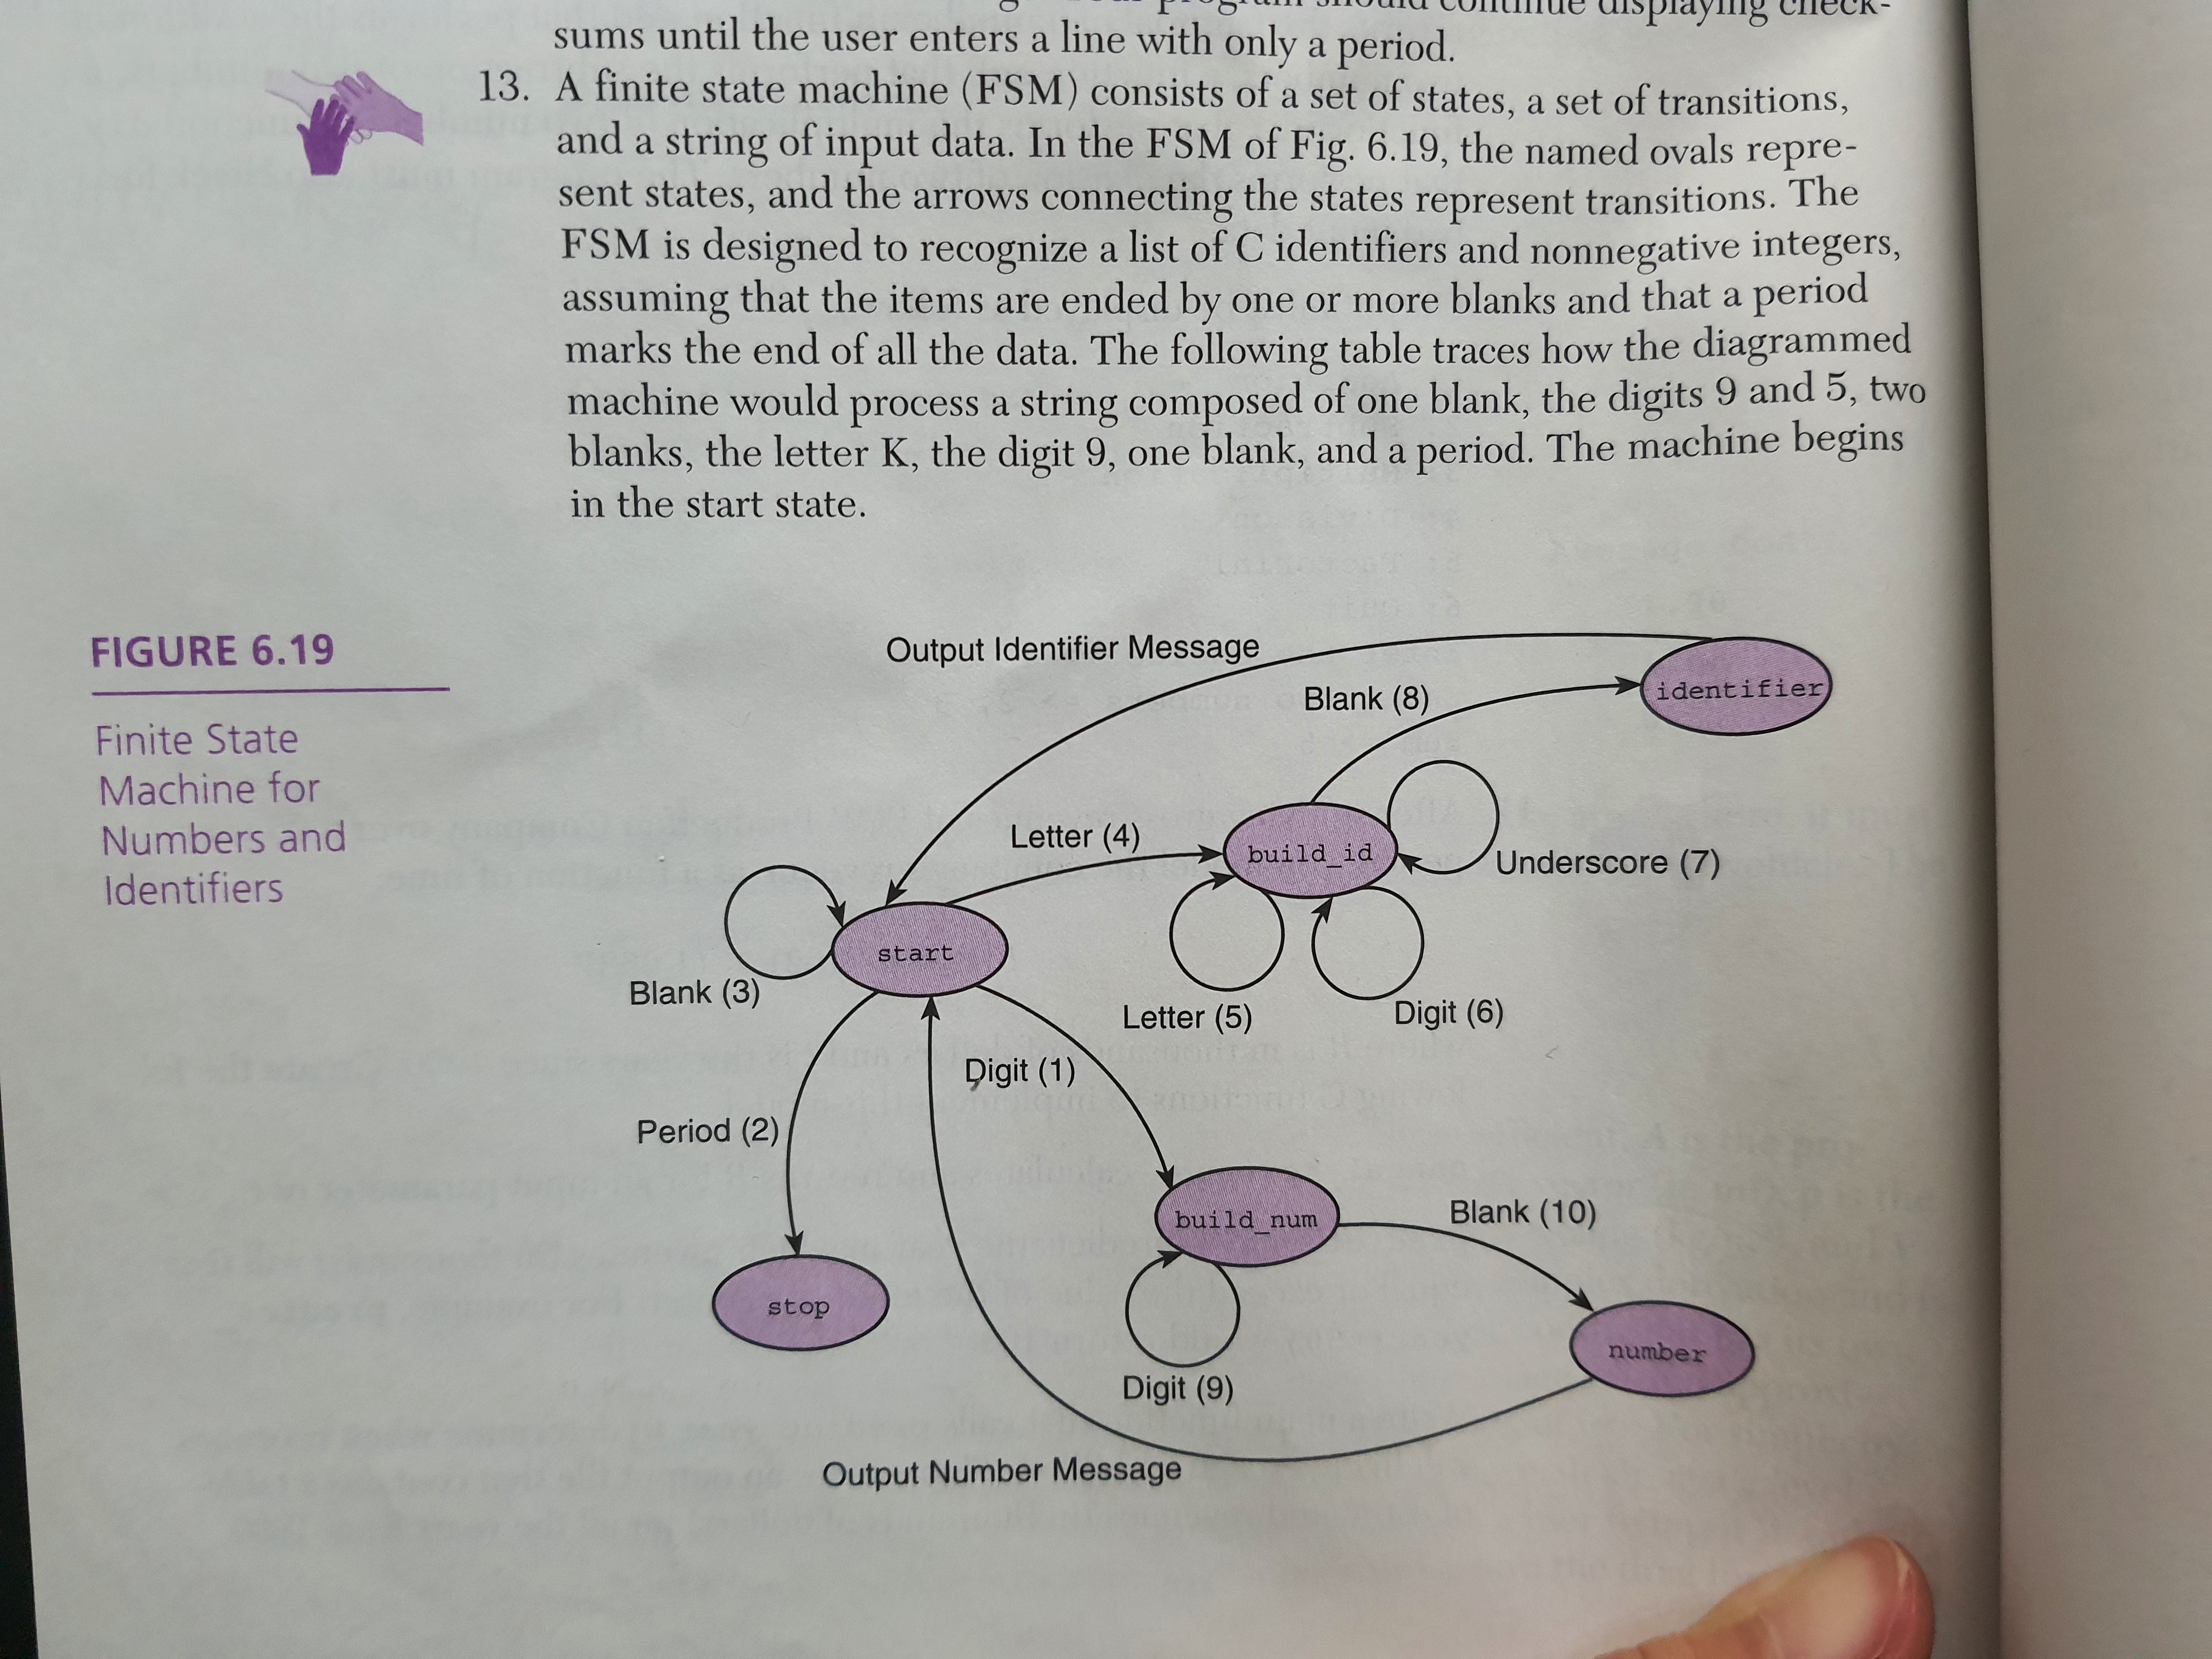 program should continue displaying check-
sums until the user enters a line with only a period.
13. A finite state machine (FSM) consists of a set of states, a set of transitions,
and a string of input data. In the FSM of Fig. 6.19, the named ovals repre-
sent states, and the arrows connecting the states represent transitions. The
FSM is designed to recognize a list of C identifiers and nonnegative integers,
assuming that the items are ended by one or more blanks and that a period
marks the end of all the data. The following table traces how the diagrammed
machine would process a string composed of one blank, the digits 9 and 5, two
blanks, the letter K, the digit 9, one blank, and a period. The machine begins
in the start state.
FIGURE 6.19
Finite State
Machine for
Numbers and
Identifiers
Output Identifier Message
identifier
Blank (8)
Letter (4)
build_id
Underscore (7)
start
Blank (3)
Letter (5)
Digit (6)
Digit (1)
Period (2)
build_num
Blank (10)
stop
number
Digit (9)
Output Number Message